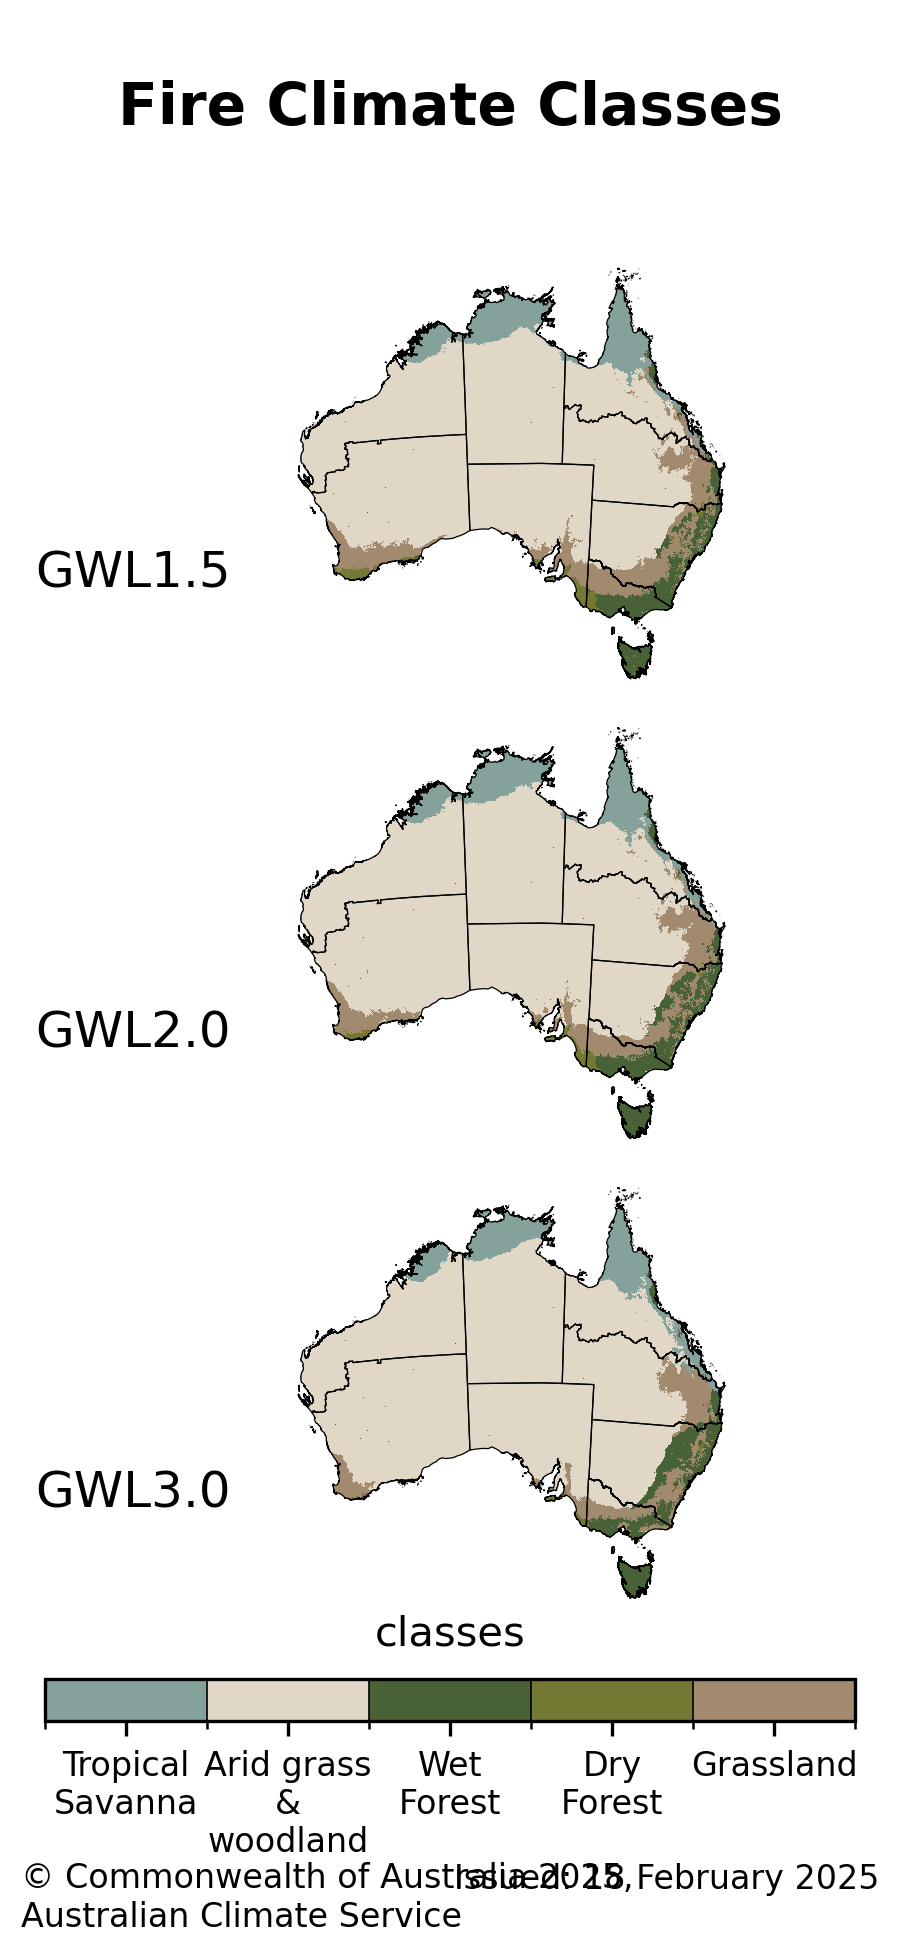 Fire Climate Classes
GWL1.5
GWL2.0
GWL3.0
classes
Tropical Savanna
Arid grass & woodland
Wet Forest
Dry Forest
Grassland
© Commonwealth of Australia 2025,
Australian Climate Service
Issued: 18 February 2025